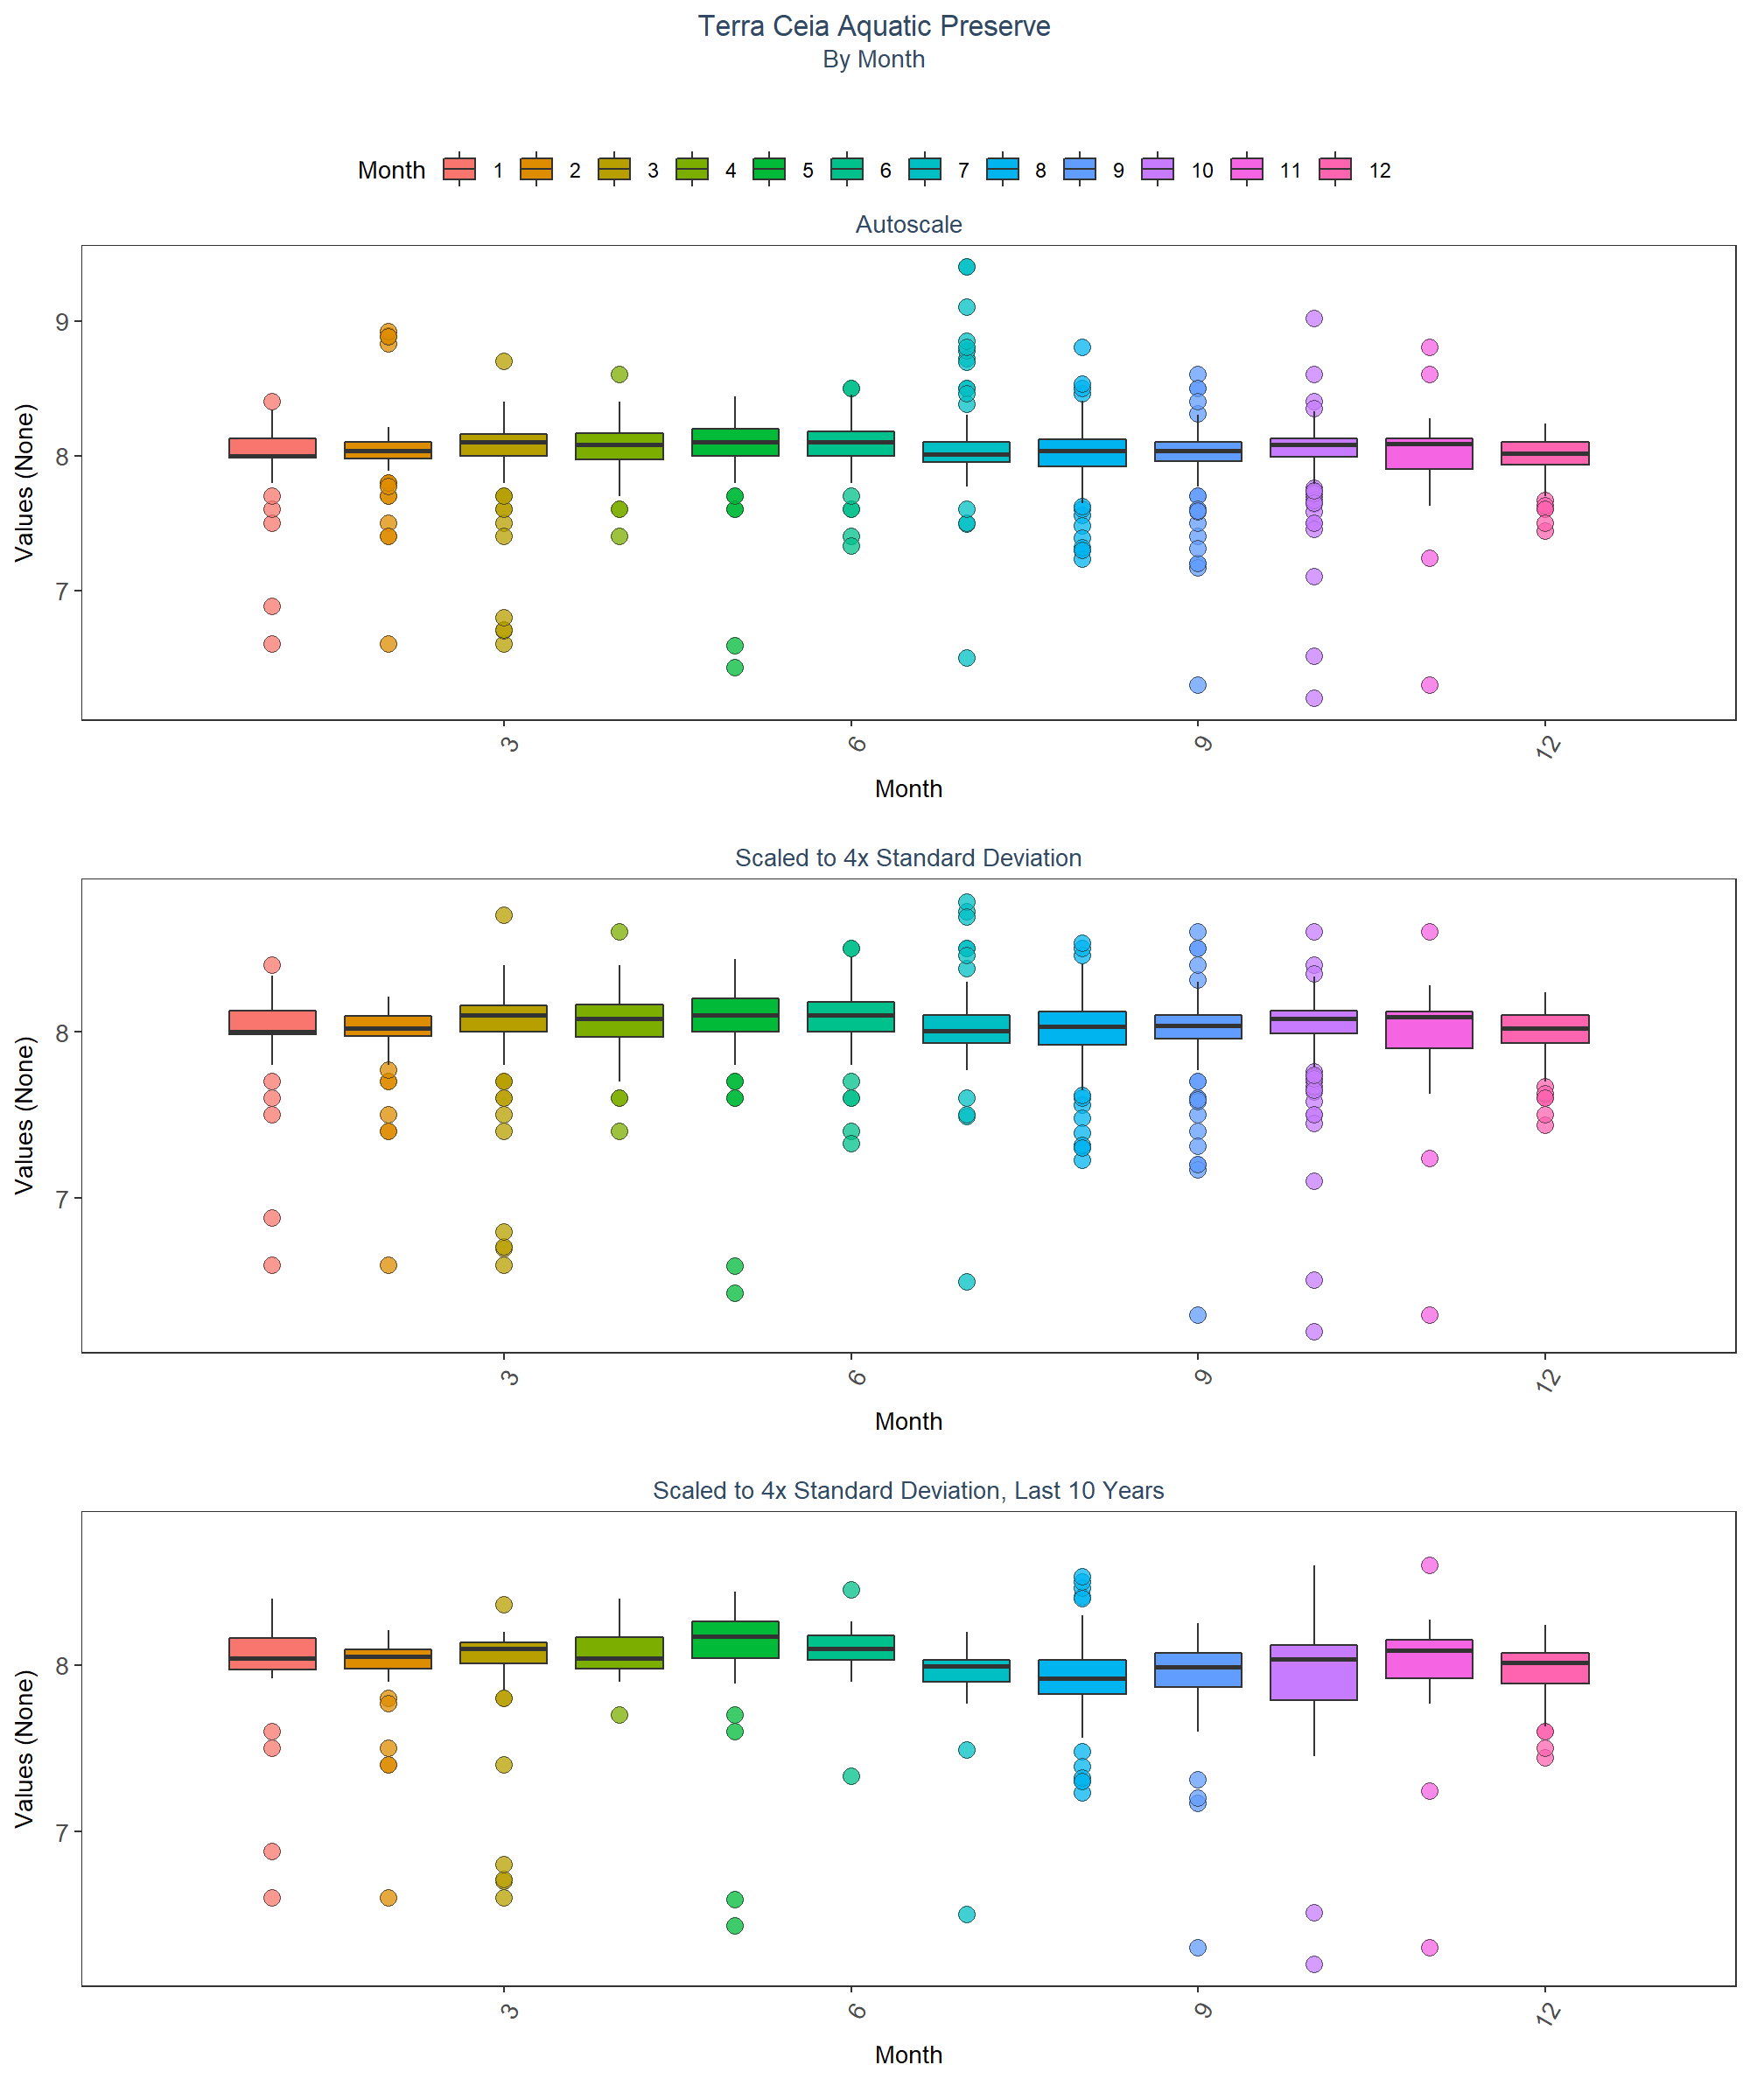 Terra Ceia Aquatic Preserve
By Month
Month 1 2 3 4 5 6 7 8 9 10 11 12
Autoscale
Values (None)
9
8
7
3 6 9 12
Month
Scaled to 4x Standard Deviation
Values (None)
8
7
3 6 9 12
Month
Scaled to 4x Standard Deviation, Last 10 Years
Values (None)
8
7
3 6 9 12
Month